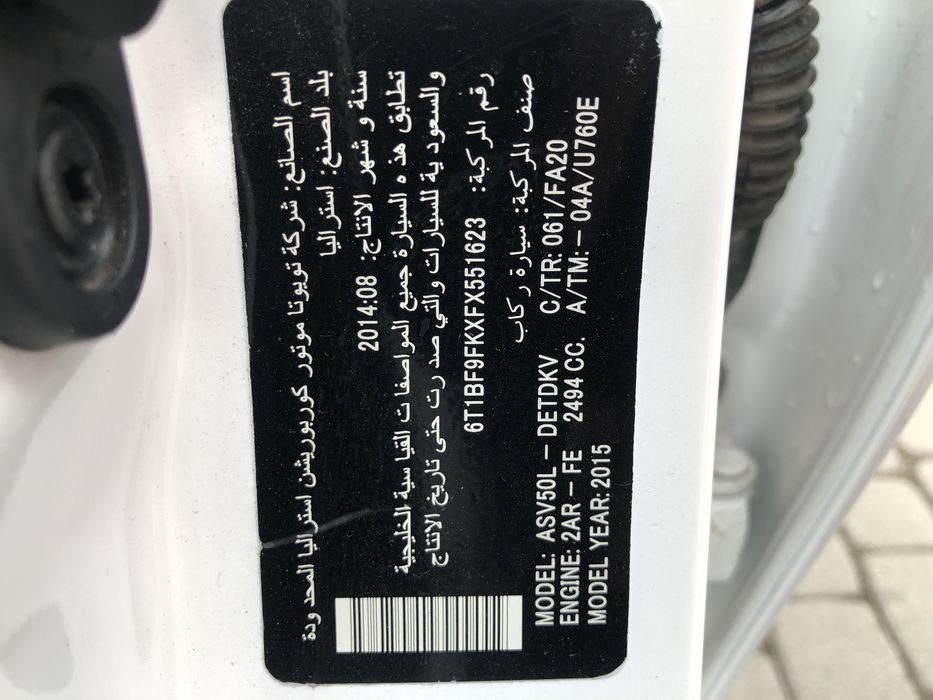 اسم الصانع: شركة تويوتا موتور كوربوريشن استراليا المحدودة
بلد الصنع: استراليا
سنة و شهر الانتاج: 2014:08
تطابق هذه السيارة جميع المواصفات القياسية الخليجية
والسعودية للسيارات والتي صدرت حتى تاريخ الانتاج
رقم المركبة: 6T1BF9FKXFX551623
صنف المركبة: سيارة ركاب
MODEL: ASV50L - DETDKV C/TR: 061/FA20
ENGINE: 2AR - FE 2494 CC. A/TM: - 04A/U760E
MODEL YEAR: 2015